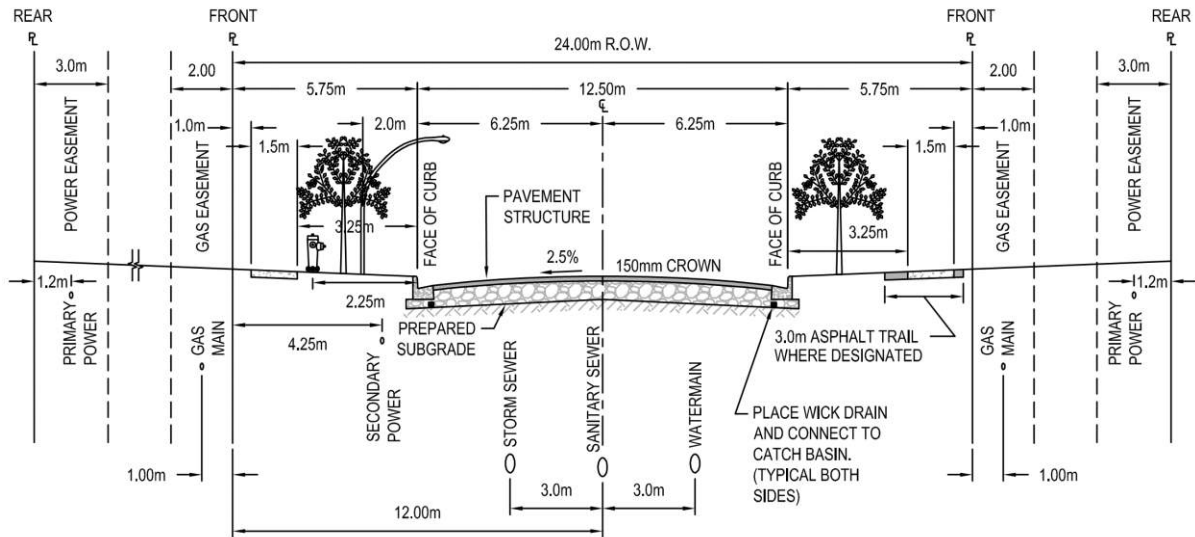 REAR
FRONT
FRONT
REAR
℄
24.00m R.O.W.
3.0m
2.00
2.00
3.0m
5.75m
12.50m
5.75m
1.0m
2.0m
6.25m
6.25m
1.0m
1.5m
1.5m
POWER EASEMENT
GAS EASEMENT
FACE OF CURB
FACE OF CURB
GAS EASEMENT
POWER EASEMENT
PAVEMENT
STRUCTURE
3.25m
3.25m
2.5%
150mm CROWN
1.2m
1.2m
2.25m
PREPARED
SUBGRADE
4.25m
3.0m ASPHALT TRAIL
WHERE DESIGNATED
PRIMARY
POWER
GAS
MAIN
SECONDARY
POWER
STORM SEWER
SANITARY SEWER
WATERMAIN
GAS
MAIN
PRIMARY
POWER
PLACE WICK DRAIN
AND CONNECT TO
CATCH BASIN.
(TYPICAL BOTH
SIDES)
1.00m
3.0m
3.0m
1.00m
12.00m